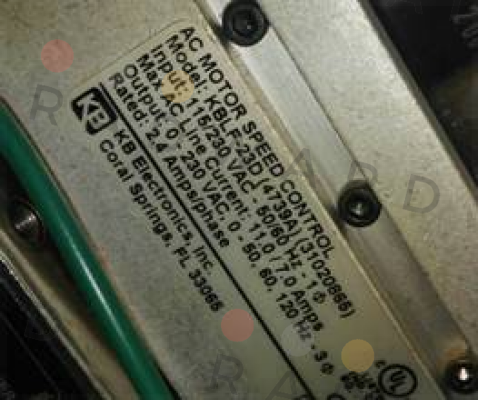 AC MOTOR SPEED CONTROL
Model: KBLF-23D (4739A) (31020665)
Input: 115/230 VAC - 50/60 Hz - 1 Φ
Max AC Line Current: 11.0 / 7.0 Amps
Output: 0 - 230 VAC, 0 - 50, 60, 120 Hz - 3 Φ
Rated: 2.4 Amps/phase
KB
KB Electronics, Inc.
Coral Springs, FL 33065
UL